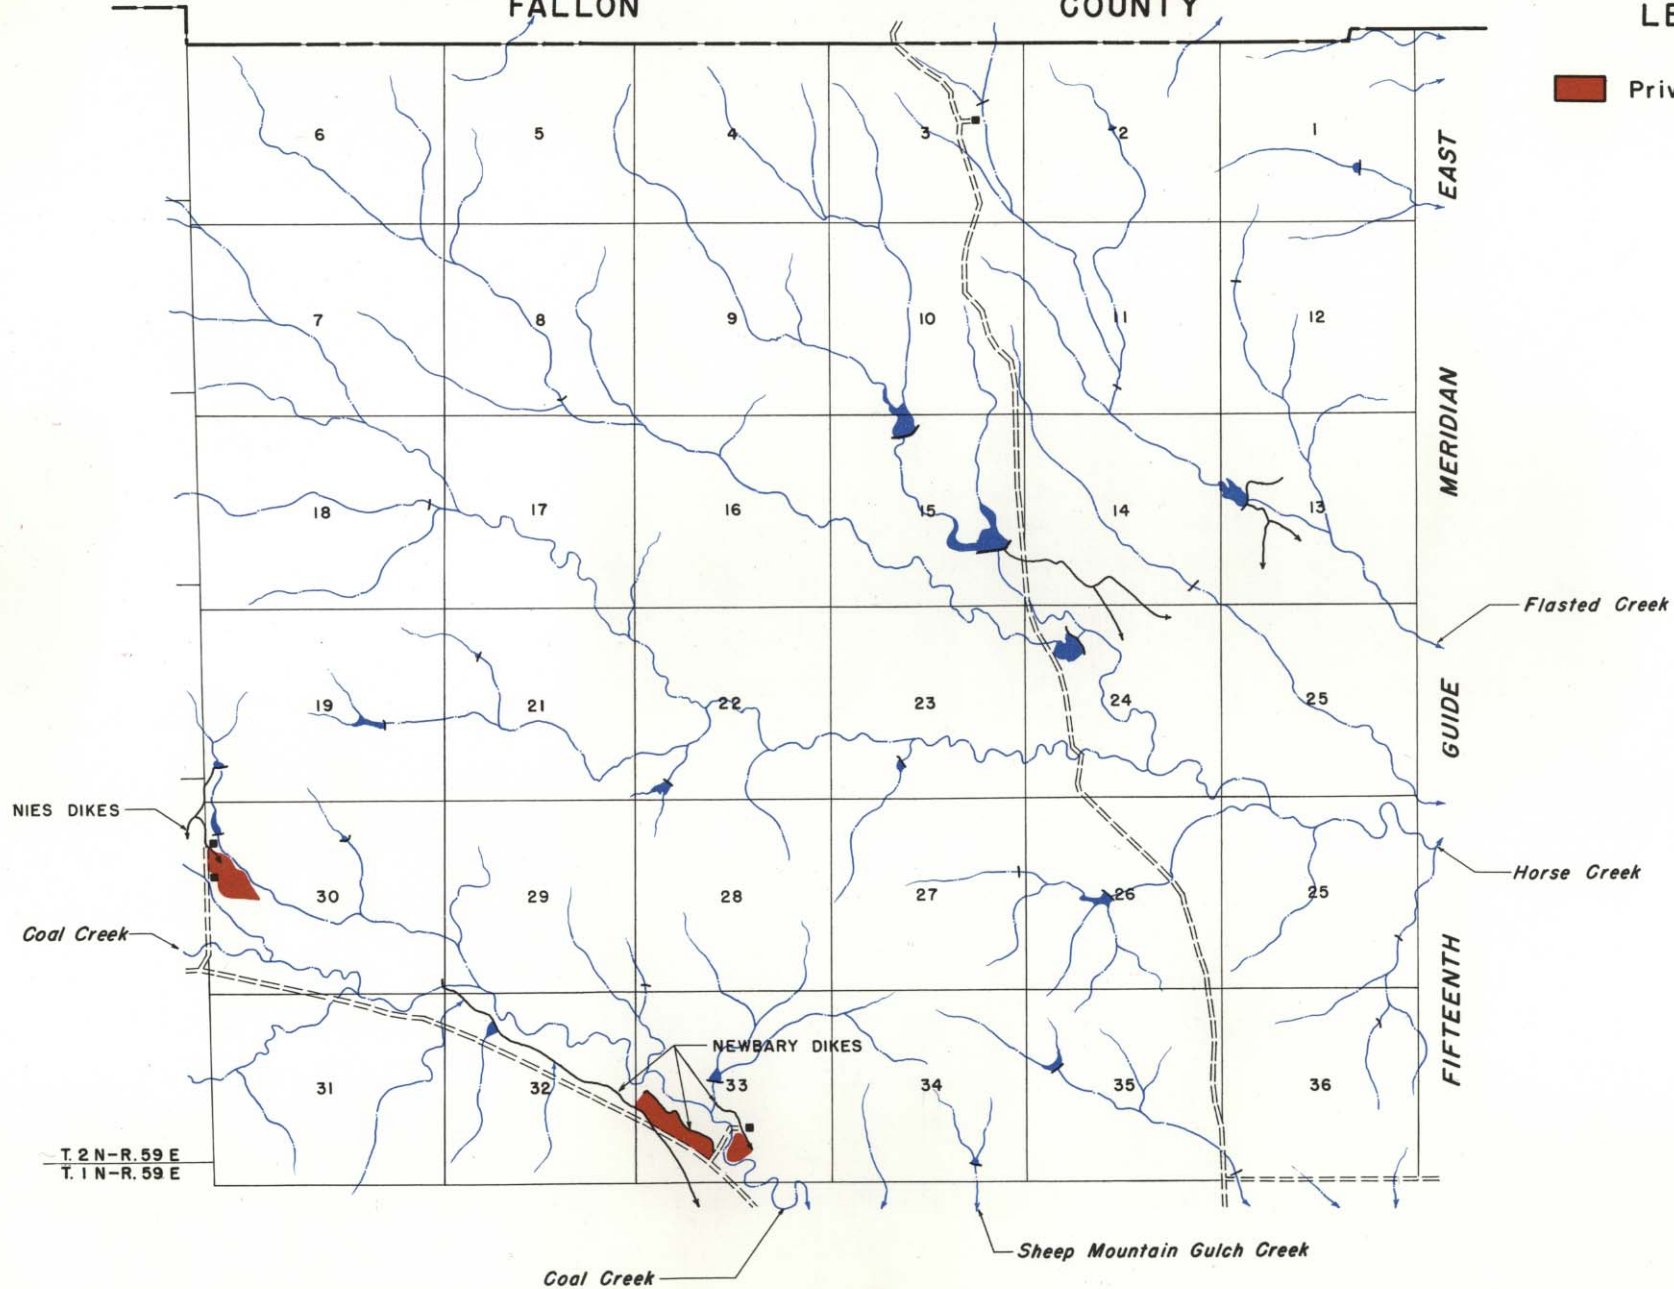 FALLON COUNTY
LE
Priv
6 5 4 3 2 1
7 8 9 10 11 12
18 17 16 15 14 13
19 21 22 23 24 25
30 29 28 27 26 25
31 32 33 34 35 36
EAST
MERIDIAN
GUIDE
FIFTEENTH
Flasted Creek
NIES DIKES
Horse Creek
Coal Creek
NEWBARY DIKES
T. 2 N-R. 59 E
T. 1 N-R. 59 E
Sheep Mountain Gulch Creek
Coal Creek